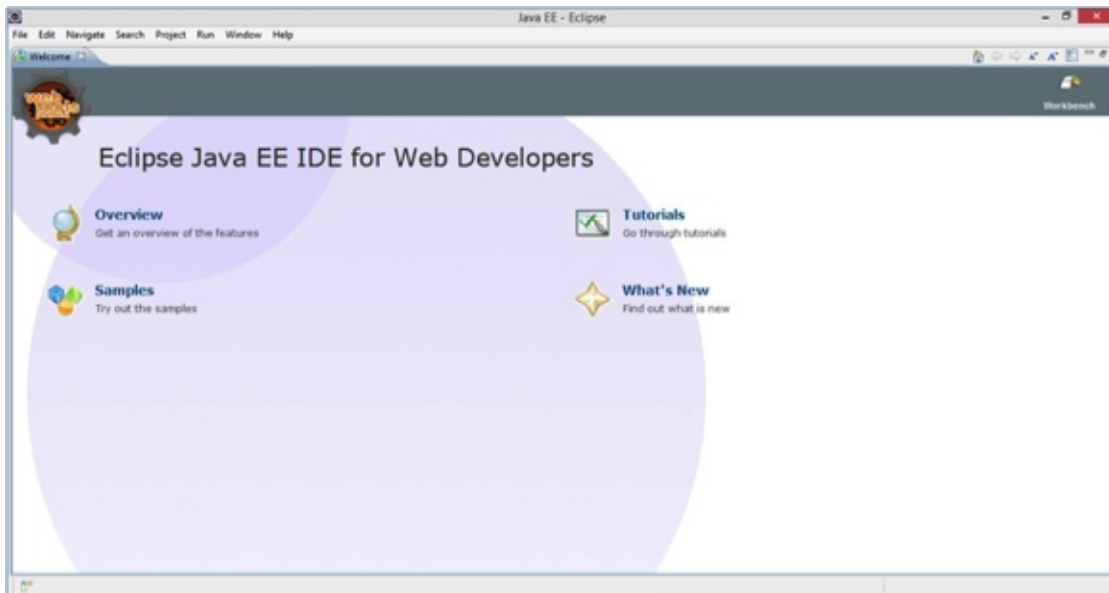 Java EE - Eclipse
File Edit Navigate Search Project Run Window Help
Welcome
Workbench
Eclipse Java EE IDE for Web Developers
Overview
Get an overview of the features
Tutorials
Go through tutorials
Samples
Try out the samples
What's New
Find out what is new